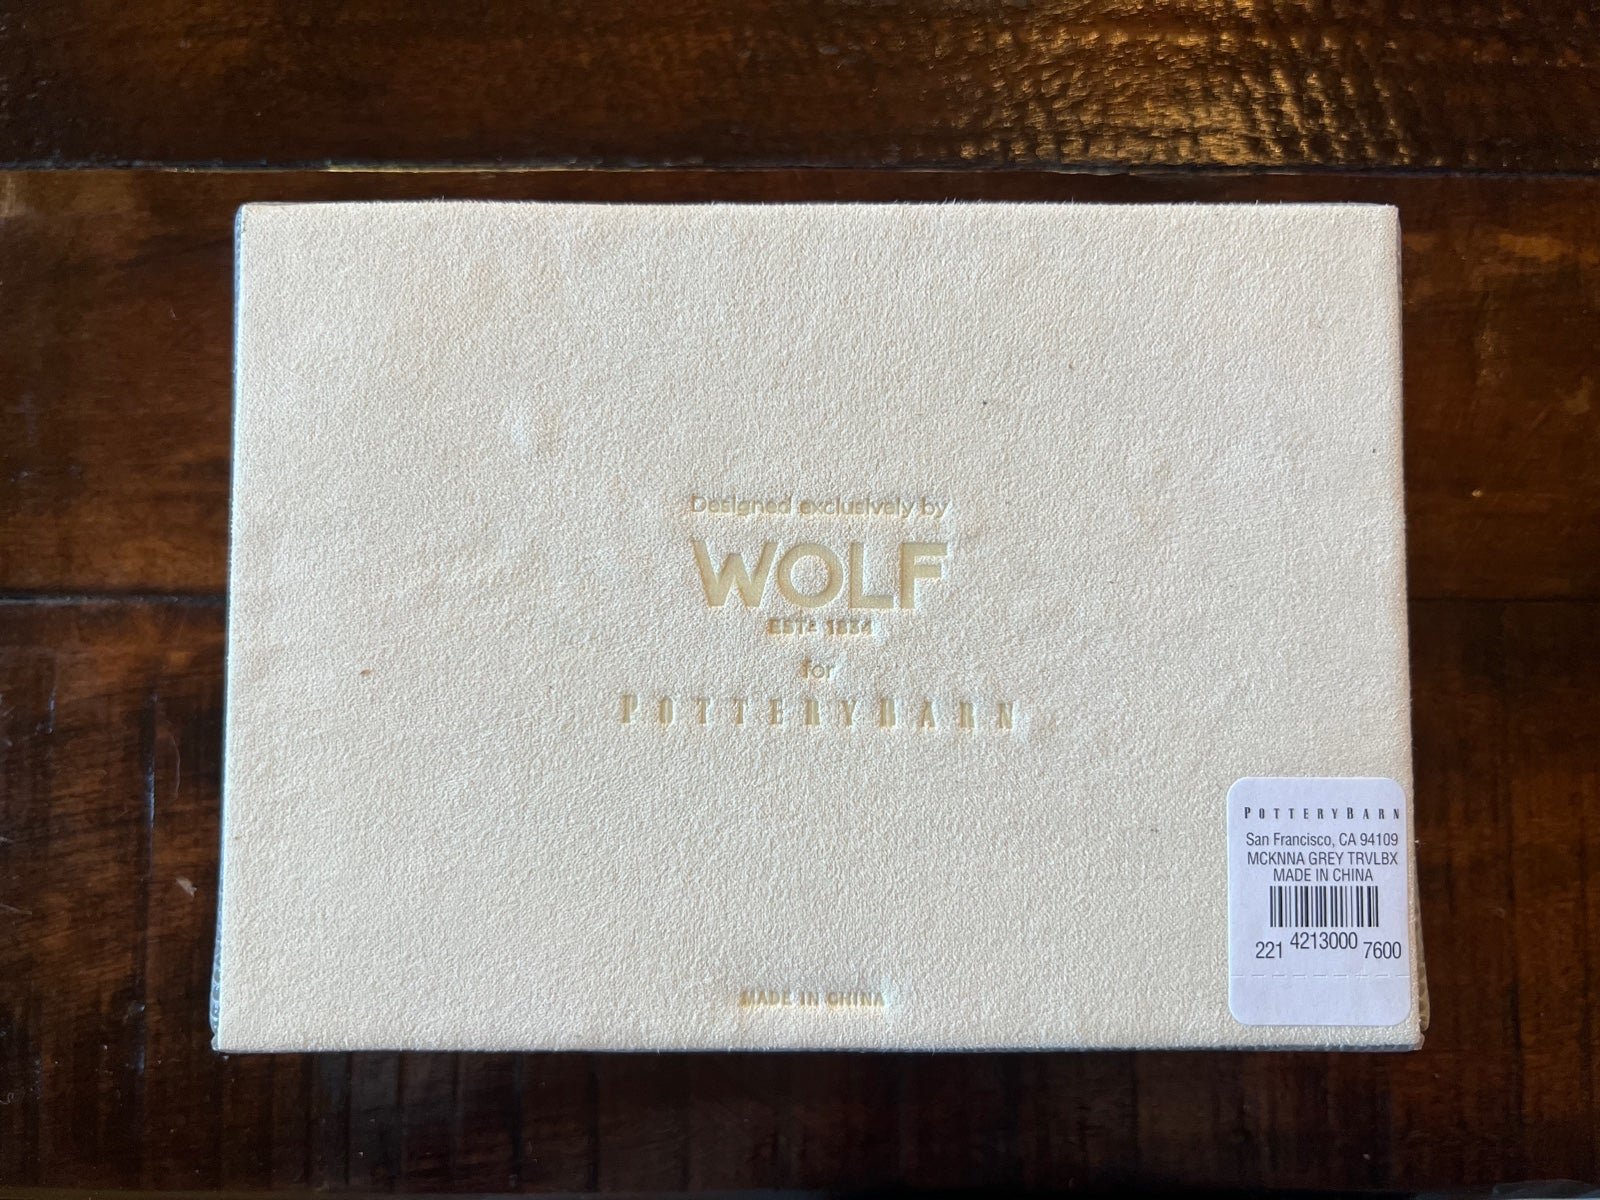 Designed exclusively by
WOLF
ESTD 1834
for
POTTERYBARN
MADE IN CHINA
POTTERYBARN
San Francisco, CA 94109
MCKNNA GREY TRVLBX
MADE IN CHINA
221 4213000 7600